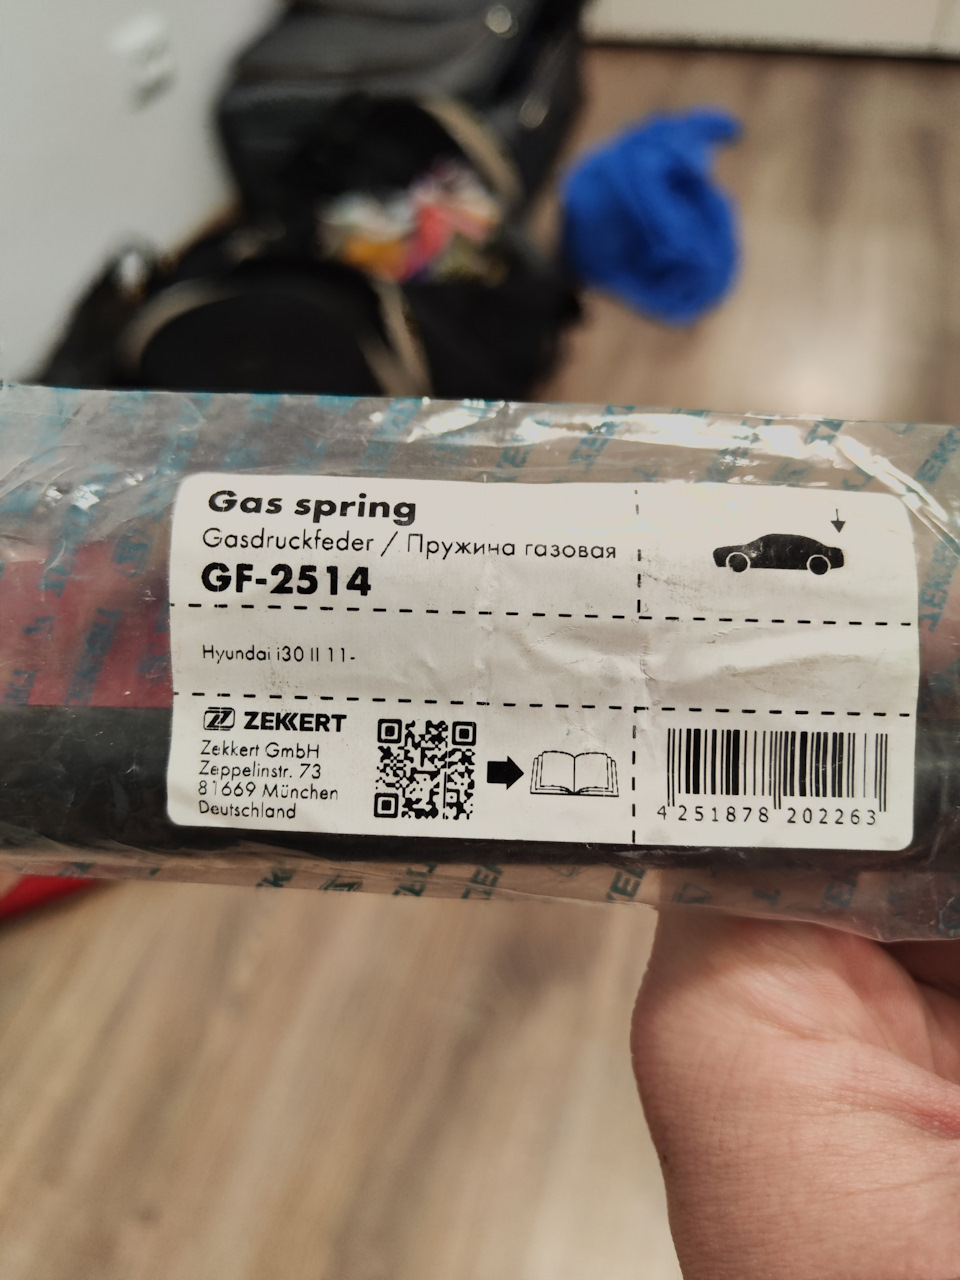 Gas spring
Gasdruckfeder / Пружина газовая
GF-2514
Hyundai i30 II 11-
ZEKKERT
Zekkert GmbH
Zeppelinstr. 73
81669 München
Deutschland
4 251878 202263